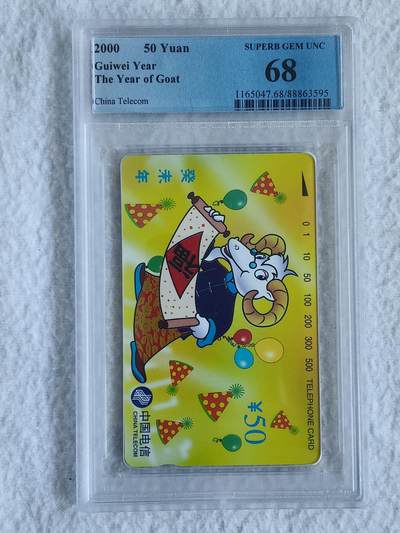 2000 50 Yuan
Guiwei Year
The Year of Goat
China Telecom
SUPERB GEM UNC
68
1165047.68/88863595
癸未年
福
0 1 10 50 100 200 300 500 TELEPHONE CARD
¥50
中国电信
CHINA TELECOM